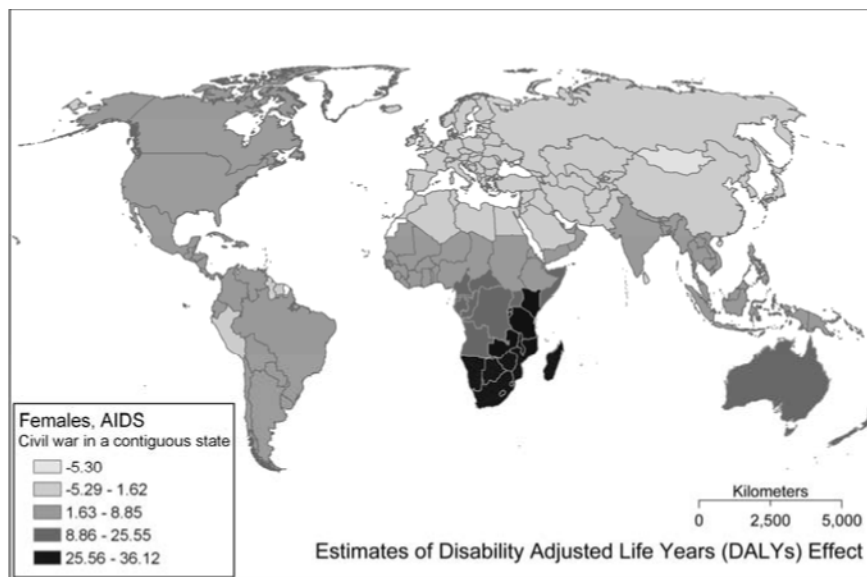 Females, AIDS
Civil war in a contiguous state
-5.30
-5.29 - 1.62
1.63 - 8.85
8.86 - 25.55
25.56 - 36.12
Kilometers
0 2,500 5,000
Estimates of Disability Adjusted Life Years (DALYs) Effect